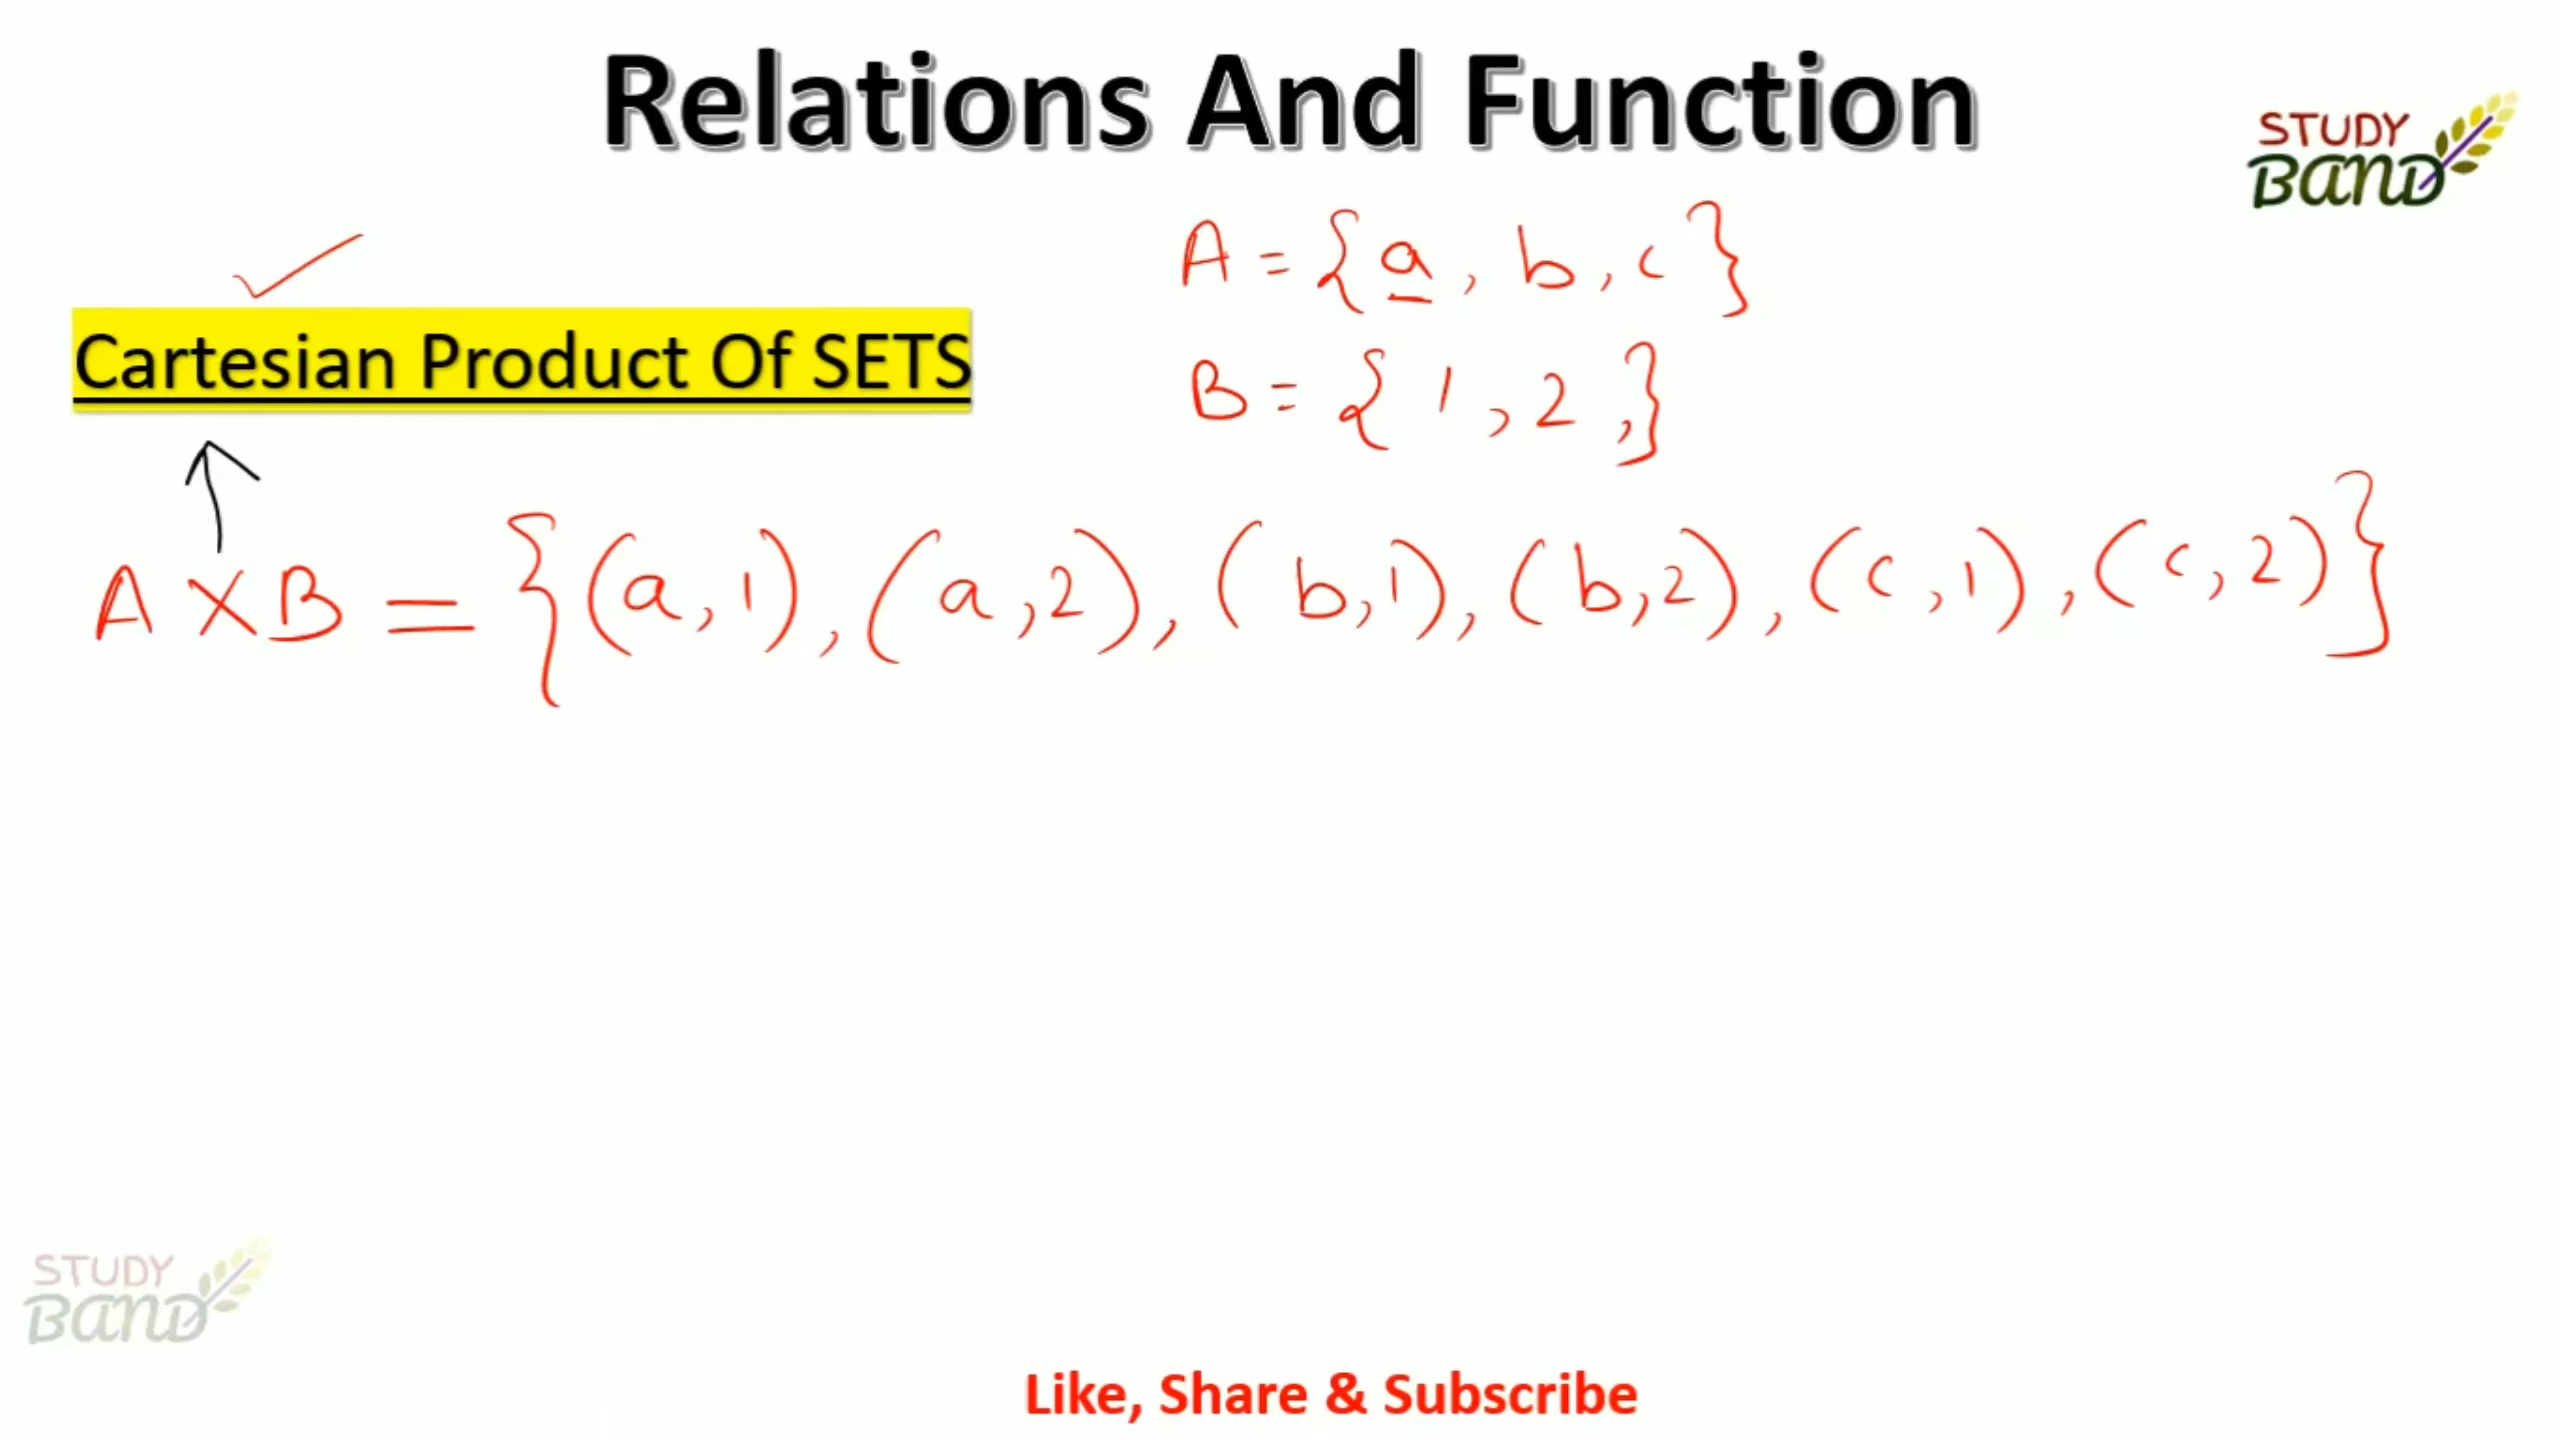 Relations And Function
STUDY
BAND
A = {a, b, c}
Cartesian Product Of SETS
B = {1, 2,}
A X B = {(a, 1), (a, 2), (b, 1), (b, 2), (c, 1), (c, 2)}
STUDY
BAND
Like, Share & Subscribe